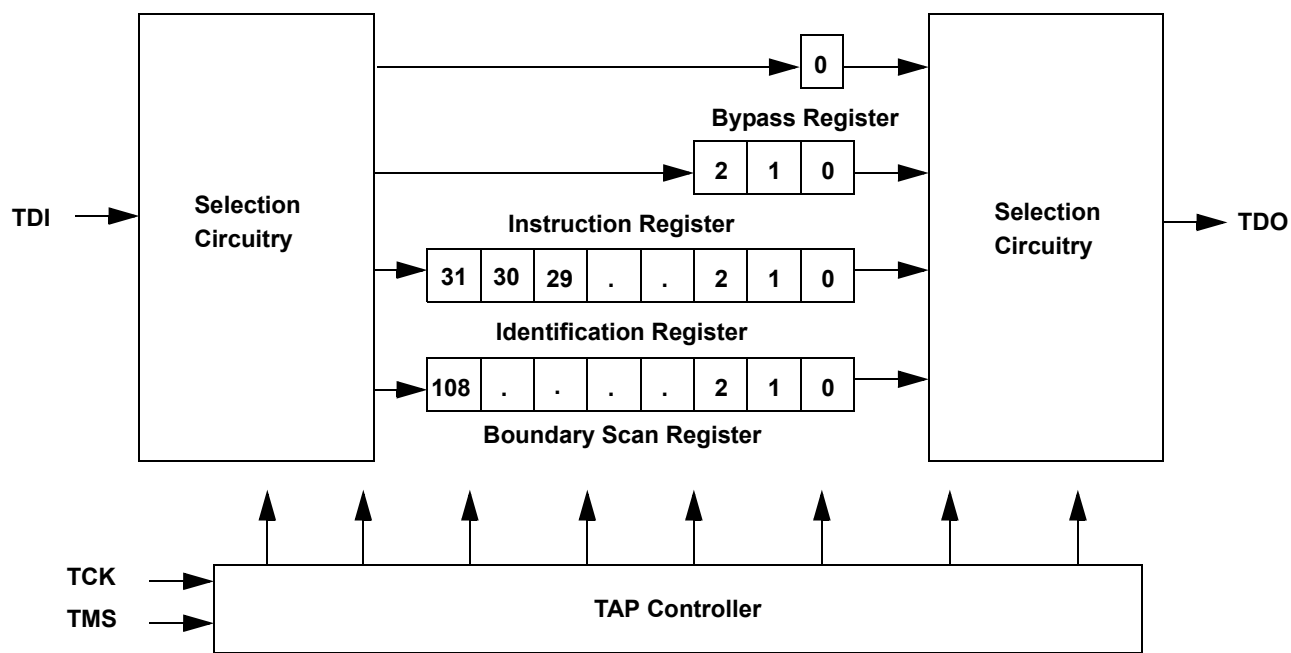 0
Bypass Register
2 1 0
TDI
Selection
Circuitry
Selection
Circuitry
TDO
Instruction Register
31 30 29 . . 2 1 0
Identification Register
108 . . . . 2 1 0
Boundary Scan Register
TCK
TMS
TAP Controller